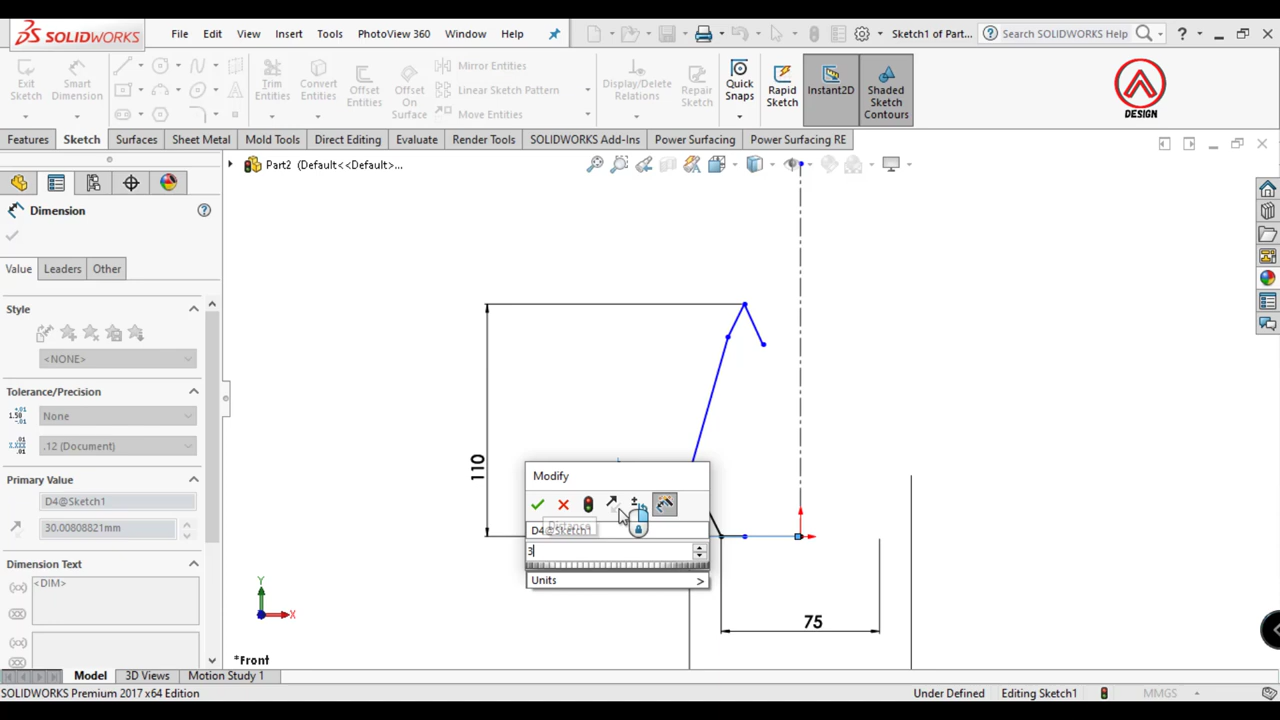 SOLIDWORKS File Edit View Insert Tools PhotoView 360 Window Help Sketch1 of Part... Search SOLIDWORKS Help
Exit Sketch
Smart Dimension
Trim Entities
Convert Entities
Offset Entities
Offset On Surface
Mirror Entities
Linear Sketch Pattern
Move Entities
Display/Delete Relations
Repair Sketch
Quick Snaps
Rapid Sketch
Instant2D
Shaded Sketch Contours
DESIGN
Features Sketch Surfaces Sheet Metal Mold Tools Direct Editing Evaluate Render Tools SOLIDWORKS Add-Ins Power Surfacing Power Surfacing RE
Part2 (Default<<Default>...
Dimension
Value Leaders Other
Style
<NONE>
Tolerance/Precision
None
.12 (Document)
Primary Value
D4@Sketch1
30.00808821mm
Dimension Text
<DIM>
110
Modify
D4@Sketch1
Distance
3
Units >
75
Y
X
*Front
Model 3D Views Motion Study 1
SOLIDWORKS Premium 2017 x64 Edition Under Defined Editing Sketch1 MMGS